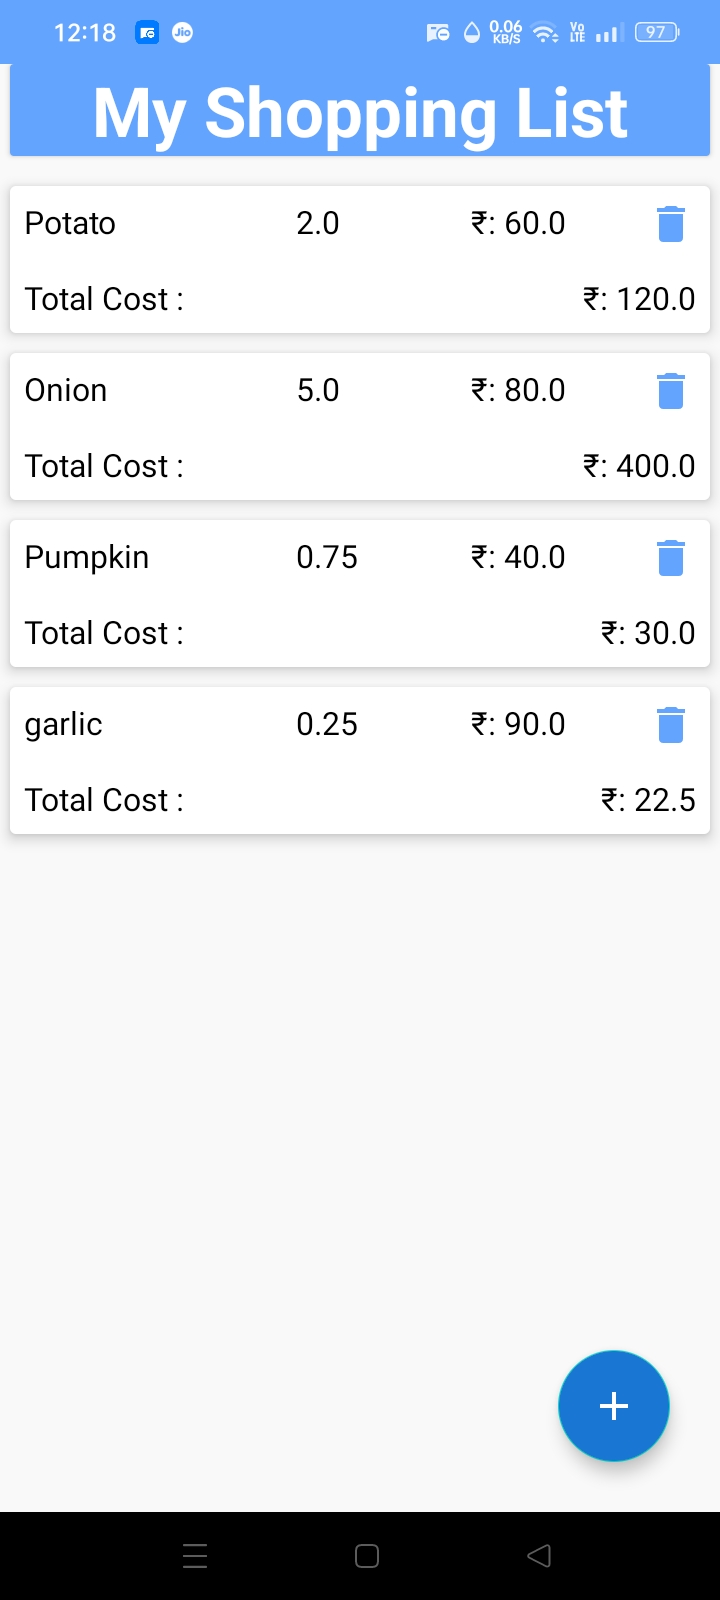 12:18 Jio 0.06 KB/S Vo LTE 97
My Shopping List
Potato 2.0 ₹: 60.0
Total Cost : ₹: 120.0
Onion 5.0 ₹: 80.0
Total Cost : ₹: 400.0
Pumpkin 0.75 ₹: 40.0
Total Cost : ₹: 30.0
garlic 0.25 ₹: 90.0
Total Cost : ₹: 22.5